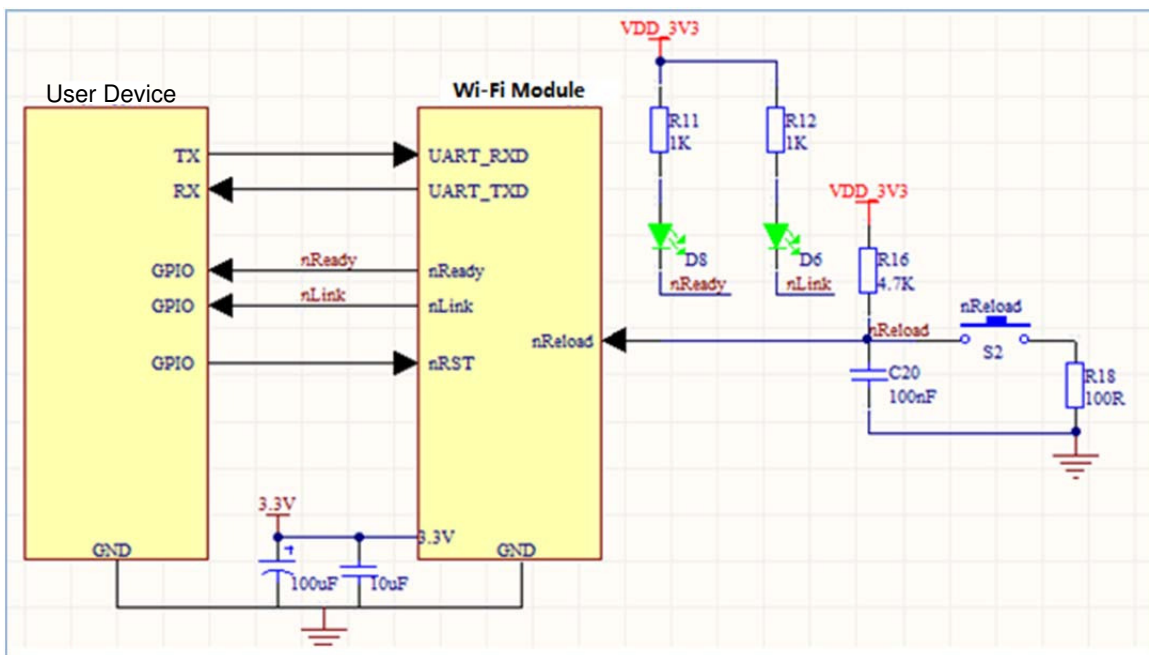 VDD_3V3
User Device
Wi-Fi Module
R11
1K
R12
1K
TX
UART_RXD
RX
UART_TXD
VDD_3V3
D8
D6
R16
4.7K
GPIO
nReady
nReady
nReady
nLink
GPIO
nLink
nLink
nReload
nReload
nReload
S2
GPIO
nRST
C20
100nF
R18
100R
3.3V
3.3V
GND
GND
100uF
10uF